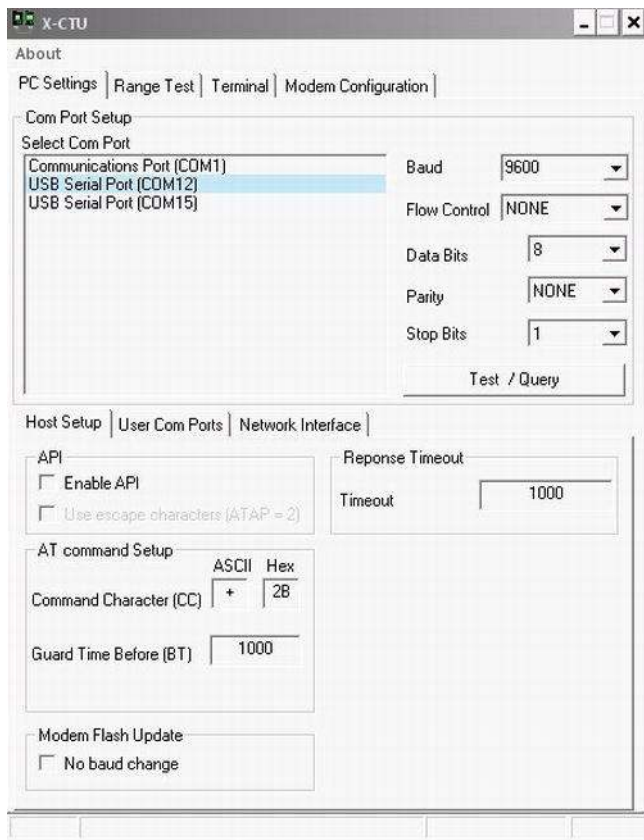 X-CTU
About
PC Settings Range Test Terminal Modem Configuration
Com Port Setup
Select Com Port
Communications Port (COM1)
USB Serial Port (COM12)
USB Serial Port (COM15)
Baud 9600
Flow Control NONE
Data Bits 8
Parity NONE
Stop Bits 1
Test / Query
Host Setup User Com Ports Network Interface
API
Enable API
Use escape characters (ATAP = 2)
Reponse Timeout
Timeout 1000
AT command Setup
ASCII Hex
Command Character (CC) + 2B
Guard Time Before (BT) 1000
Modem Flash Update
No baud change